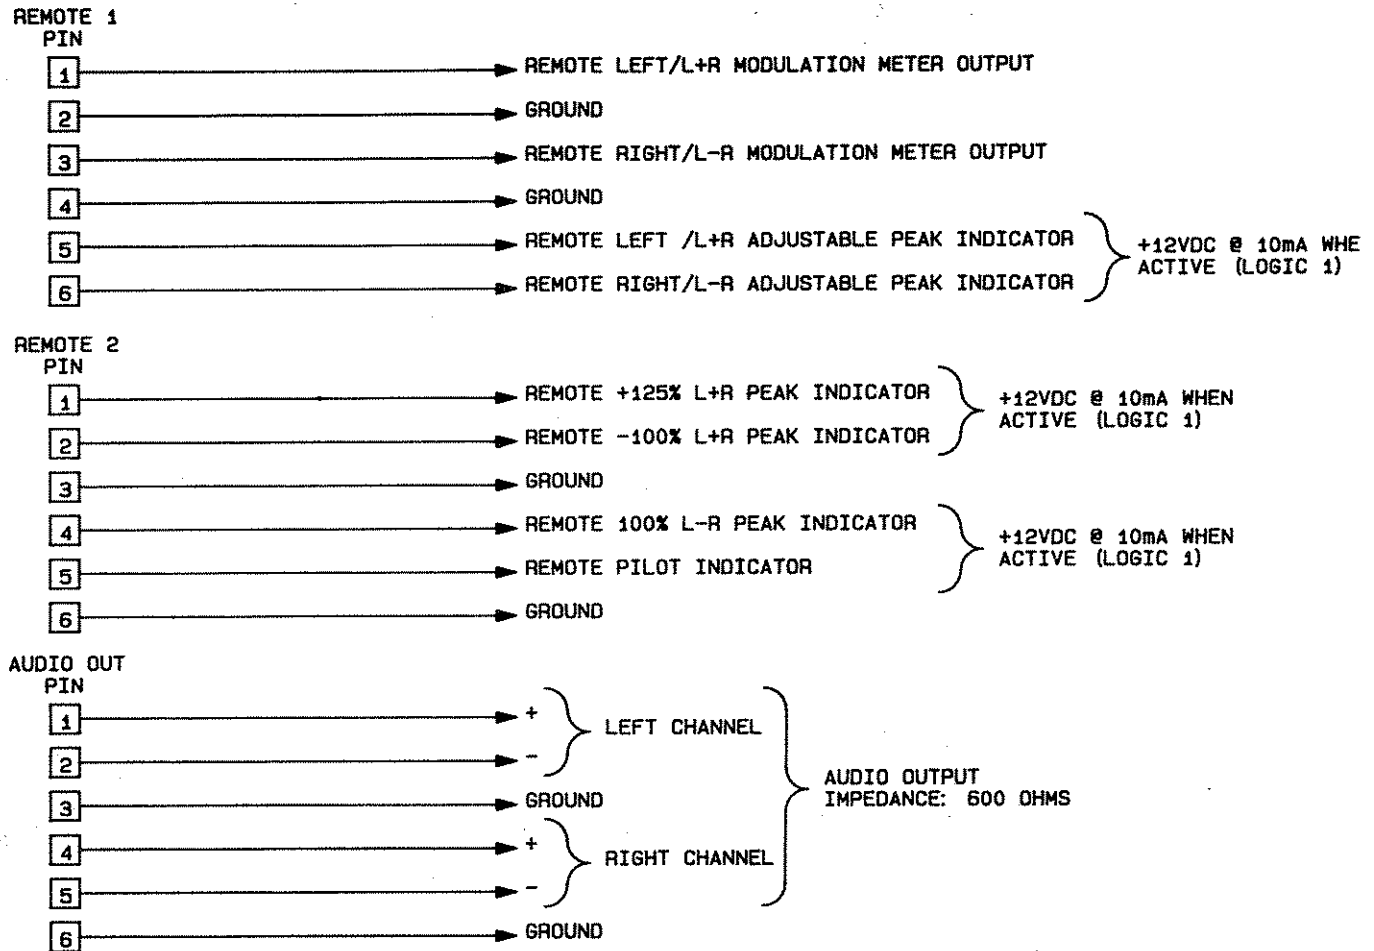 REMOTE 1
PIN
1 REMOTE LEFT/L+R MODULATION METER OUTPUT
2 GROUND
3 REMOTE RIGHT/L-R MODULATION METER OUTPUT
4 GROUND
5 REMOTE LEFT /L+R ADJUSTABLE PEAK INDICATOR
6 REMOTE RIGHT/L-R ADJUSTABLE PEAK INDICATOR
+12VDC @ 10mA WHE
ACTIVE (LOGIC 1)
REMOTE 2
PIN
1 REMOTE +125% L+R PEAK INDICATOR
2 REMOTE -100% L+R PEAK INDICATOR
+12VDC @ 10mA WHEN
ACTIVE (LOGIC 1)
3 GROUND
4 REMOTE 100% L-R PEAK INDICATOR
5 REMOTE PILOT INDICATOR
+12VDC @ 10mA WHEN
ACTIVE (LOGIC 1)
6 GROUND
AUDIO OUT
PIN
1 +
2 -
LEFT CHANNEL
3 GROUND
4 +
5 -
RIGHT CHANNEL
6 GROUND
AUDIO OUTPUT
IMPEDANCE: 600 OHMS